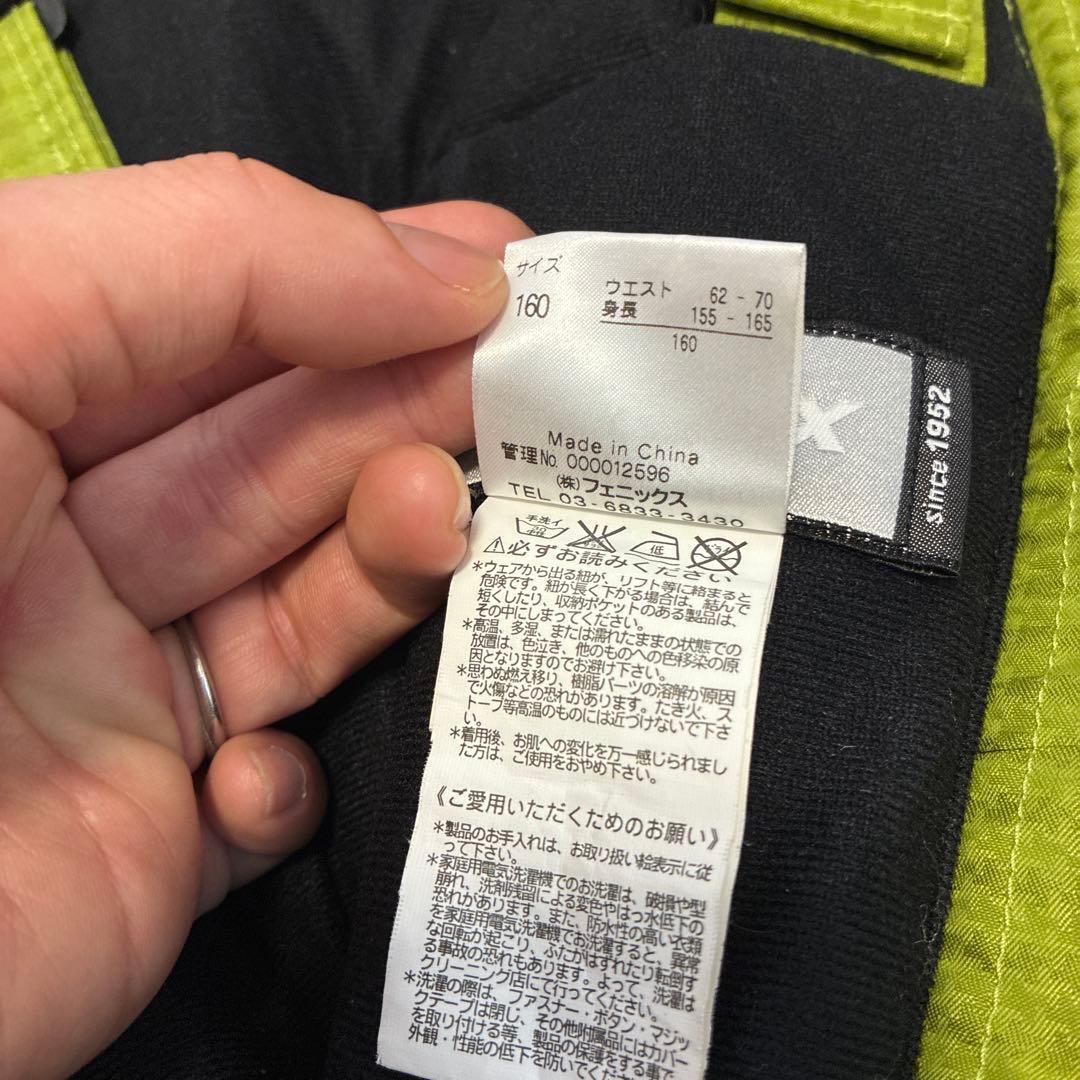 サイズ
160
ウエスト 62 - 70
身長 155 - 165
160
Made in China
管理No. 000012596
(株)フェニックス
TEL 03-6833-3430
手洗イ
低
⚠必ずお読みください
*ウェアから出る紐が、リフト等に絡まると
危険です。紐が長く下がる場合は、結んで
短くしたり、収納ポケットのある製品は、
その中にしまってください。
*高温、多湿、または濡れたままの状態での
放置は、色泣き、他のものへの色移染の原
因となりますのでお避け下さい。
*思わぬ燃え移り、樹脂パーツの溶解が原因
で火傷などの恐れがあります。たき火、ス
トーブ等高温のものには近づけないで下さ
い。
*着用後、お肌への変化を万一感じられまし
た方は、ご使用をおやめ下さい。
《ご愛用いただくためのお願い》
*製品のお手入れは、お取り扱い絵表示に従
って下さい。
*家庭用電気洗濯機でのお洗濯は、破損や型
崩れ、洗剤残留による変色やはっ水低下の
恐れがあります。また、防水性の高い衣類
を家庭用電気洗濯機でお洗濯すると、異常
な回転が起こり、ふたがはずれたり転倒す
る事故の恐れもあります。よって、洗濯は
クリーニング店にて行ってください。
*洗濯の際は、ファスナー・ボタン・マジッ
クテープは閉じ、その他附属品にはカバー
を取り付ける等、製品の保護をする事で
外観・性能の低下を防いでくだ
X
since 1952